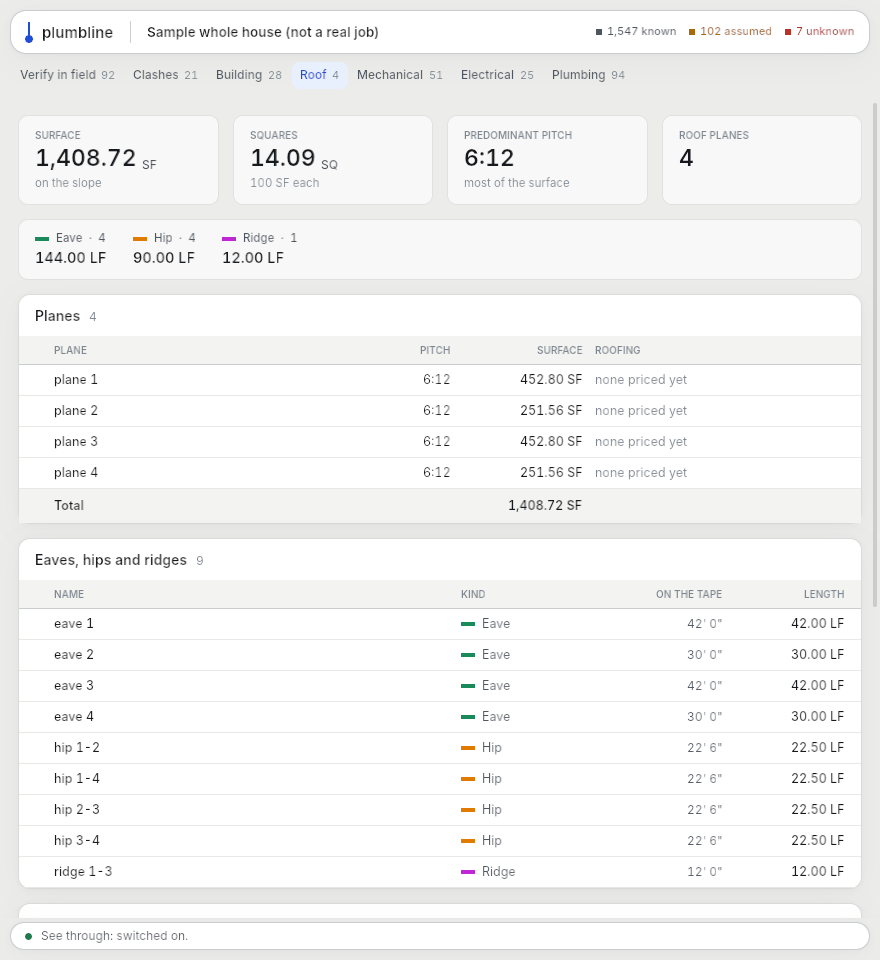 plumbline
Sample whole house (not a real job)
1,547 known 102 assumed 7 unknown
Verify in field 92 Clashes 21 Building 28 Roof 4 Mechanical 51 Electrical 25 Plumbing 94
SURFACE
1,408.72 SF
on the slope
SQUARES
14.09 SQ
100 SF each
PREDOMINANT PITCH
6:12
most of the surface
ROOF PLANES
4
Eave · 4
144.00 LF
Hip · 4
90.00 LF
Ridge · 1
12.00 LF
Planes 4
PLANE PITCH SURFACE ROOFING
plane 1 6:12 452.80 SF none priced yet
plane 2 6:12 251.56 SF none priced yet
plane 3 6:12 452.80 SF none priced yet
plane 4 6:12 251.56 SF none priced yet
Total 1,408.72 SF
Eaves, hips and ridges 9
NAME KIND ON THE TAPE LENGTH
eave 1 Eave 42' 0" 42.00 LF
eave 2 Eave 30' 0" 30.00 LF
eave 3 Eave 42' 0" 42.00 LF
eave 4 Eave 30' 0" 30.00 LF
hip 1-2 Hip 22' 6" 22.50 LF
hip 1-4 Hip 22' 6" 22.50 LF
hip 2-3 Hip 22' 6" 22.50 LF
hip 3-4 Hip 22' 6" 22.50 LF
ridge 1-3 Ridge 12' 0" 12.00 LF
See through: switched on.